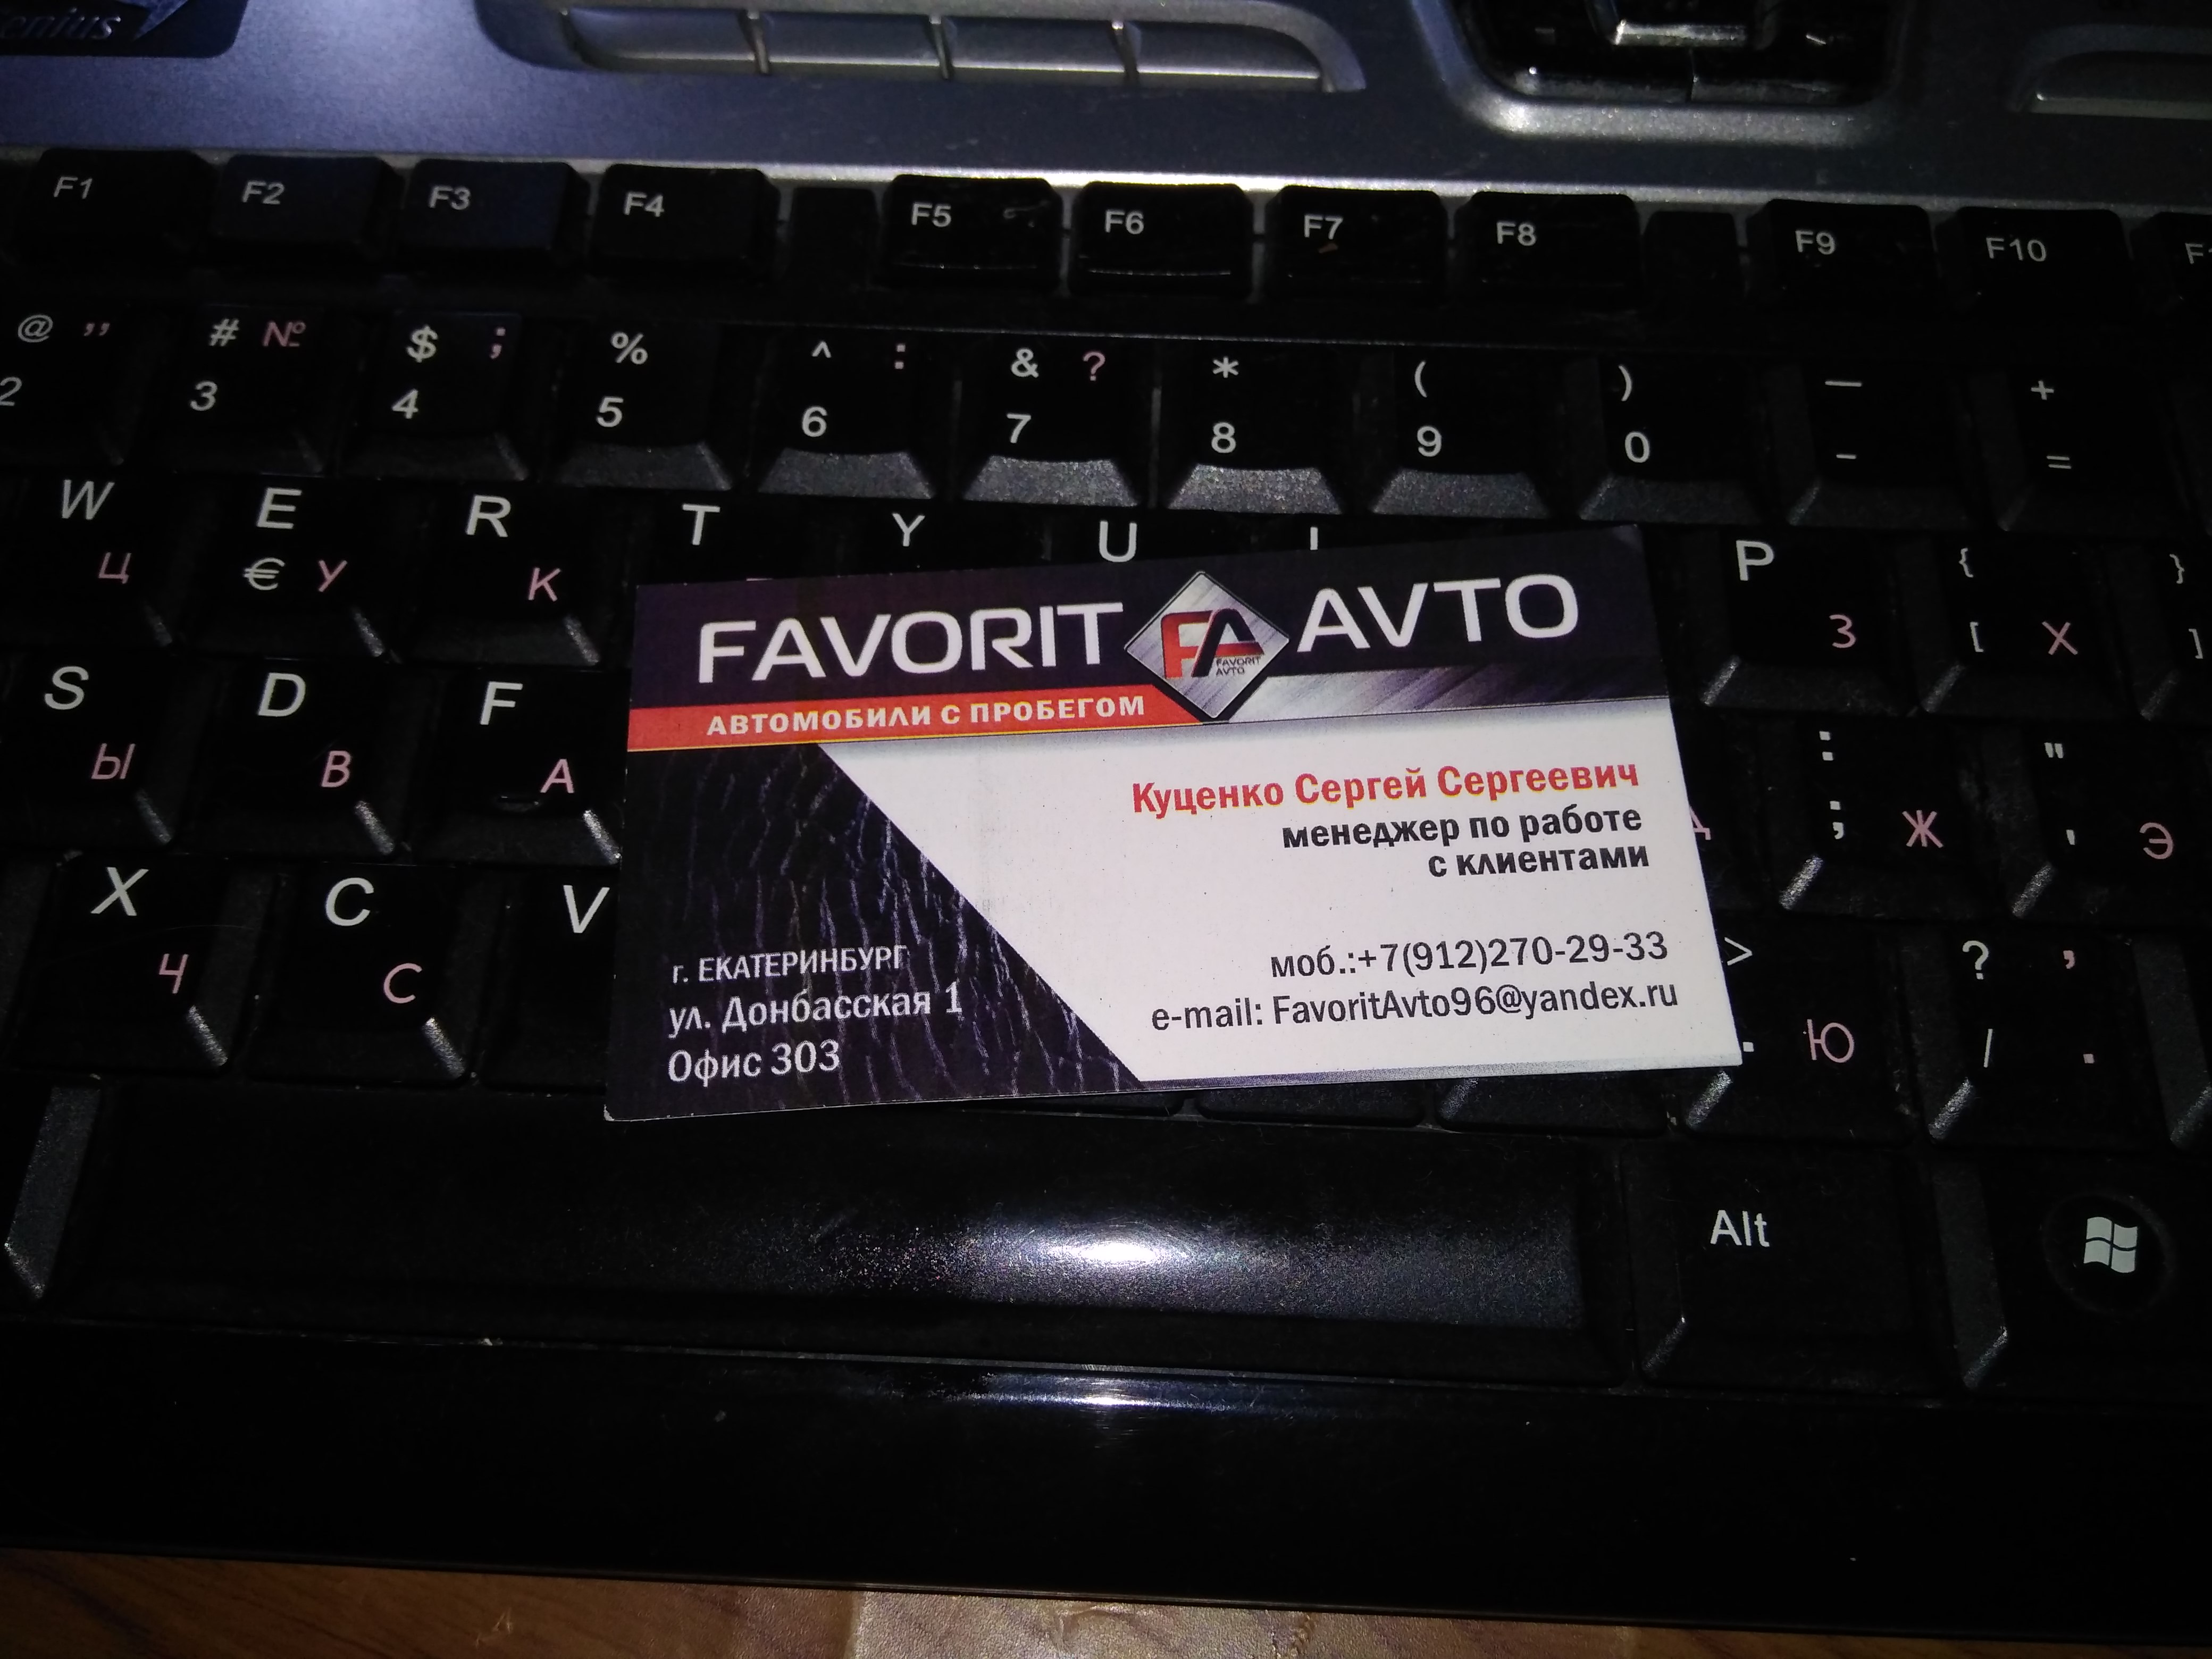 enius
F1 F2 F3 F4 F5 F6 F7 F8 F9 F10
@ " # № $ ; % ^ : & ? * ( ) — +
2 3 4 5 6 7 8 9 0 - =
W E R T Y U P { }
Ц € У К З [ Х ]
FAVORIT FA AVTO
FAVORIT
AVTO
АВТОМОБИЛИ С ПРОБЕГОМ
S D F : "
Ы В А ; Ж ' Э
Куценко Сергей Сергеевич
менеджер по работе
с клиентами
X C V > ? ,
Ч С . Ю / .
моб.:+7(912)270-29-33
e-mail: FavoritAvto96@yandex.ru
г. ЕКАТЕРИНБУРГ
ул. Донбасская 1
Офис 303
Alt